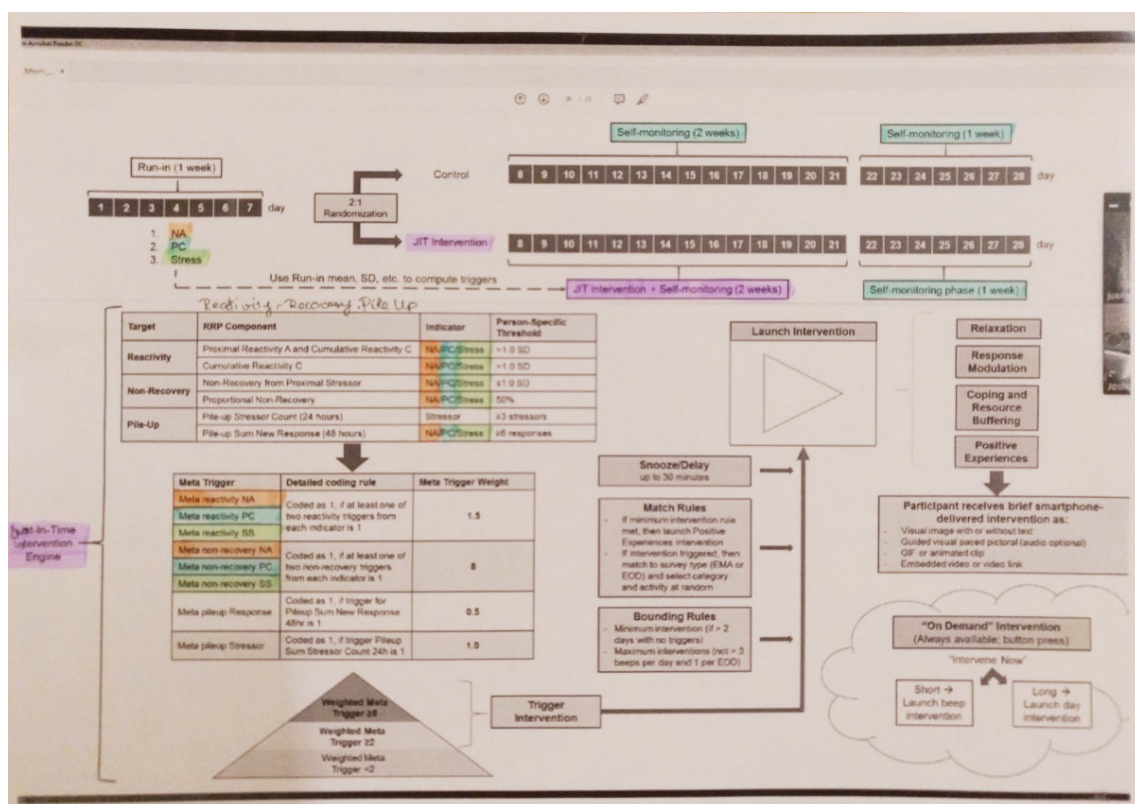 in Acrobat Reader DC
Self-monitoring (2 weeks)
Self-monitoring (1 week)
Run-in (1 week)
Control
8 9 10 11 12 13 14 15 16 17 18 19 20 21
22 23 24 25 26 27 28 day
1 2 3 4 5 6 7 day
2:1
Randomization
1. NA
2. PC
3. Stress
JIT Intervention
8 9 10 11 12 13 14 15 16 17 18 19 20 21
22 23 24 25 26 27 28 day
Use Run-in mean, SD, etc. to compute triggers
JIT Intervention + Self-monitoring (2 weeks)
Self-monitoring phase (1 week)
Reactivity - Recovery Pile Up
Target RRP Component Indicator Person-Specific
Threshold
Reactivity
Proximal Reactivity A and Cumulative Reactivity C NA/PC/Stress >1.0 SD
Cumulative Reactivity C NA/PC/Stress >1.0 SD
Non-Recovery
Non-Recovery from Proximal Stressor NA/PC/Stress ≤1.0 SD
Proportional Non-Recovery NA/PC/Stress 50%
Pile-Up
Pile-up Stressor Count (24 hours) Stressor ≥3 stressors
Pile-up Sum New Response (48 hours) NA/PC/Stress ≥6 responses
Launch Intervention
Relaxation
Response
Modulation
Coping and
Resource
Buffering
Positive
Experiences
Just-In-Time
Intervention
Engine
Meta Trigger Detailed coding rule Meta Trigger Weight
Meta reactivity NA
Meta reactivity PC
Meta reactivity SS
Coded as 1, if at least one of
two reactivity triggers from
each indicator is 1
1.5
Meta non-recovery NA
Meta non-recovery PC
Meta non-recovery SS
Coded as 1, if at least one of
two non-recovery triggers
from each indicator is 1
8
Meta pileup Response
Coded as 1, if trigger for
Pileup Sum New Response
48hr is 1
0.5
Meta pileup Stressor
Coded as 1, if trigger Pileup
Sum Stressor Count 24h is 1
1.0
Snooze/Delay
up to 30 minutes
Match Rules
- If minimum intervention rule
met, then launch Positive
Experiences intervention
- If intervention triggered, then
match to survey type (EMA or
EOD) and select category
and activity at random
Bounding Rules
- Minimum intervention (if > 2
days with no triggers)
- Maximum interventions (not > 3
beeps per day and 1 per EOD)
Participant receives brief smartphone-
delivered intervention as:
- Visual image with or without text
- Guided visual paced pictoral (audio optional)
- GIF or animated clip
- Embedded video or video link
"On Demand" Intervention
(Always available; button press)
"Intervene Now"
Short →
Launch beep
intervention
Long →
Launch day
intervention
Weighted Meta
Trigger ≥8
Weighted Meta
Trigger ≥2
Weighted Meta
Trigger <2
Trigger
Intervention